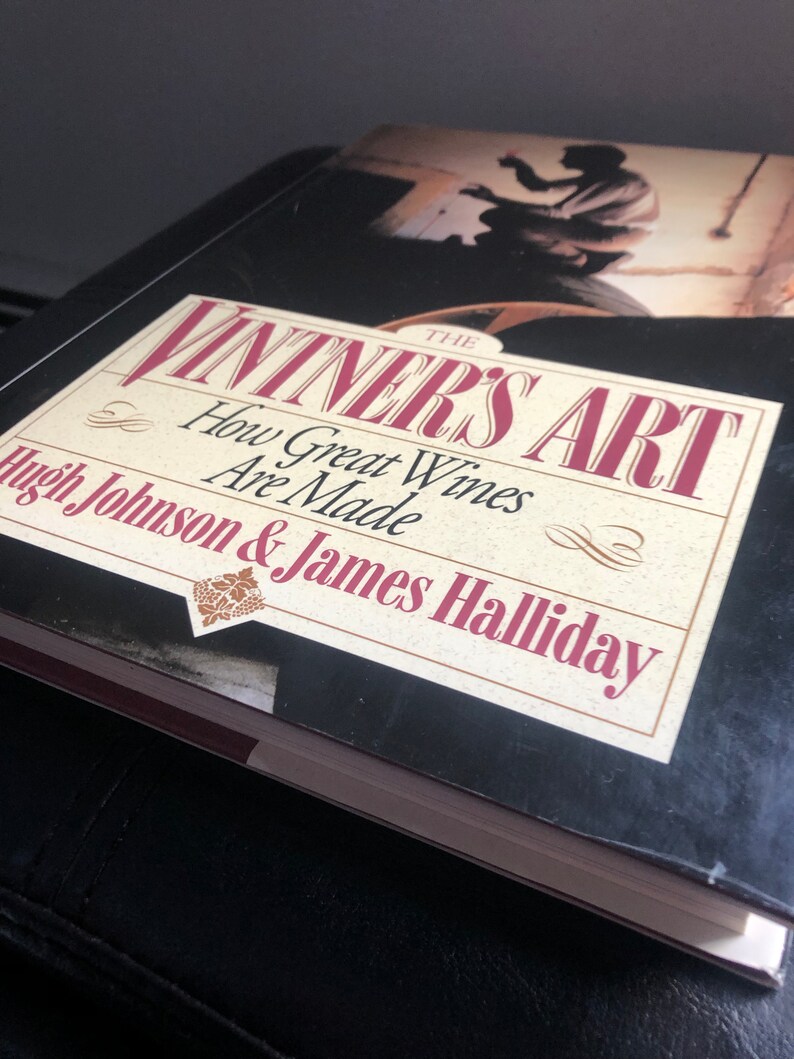 THE
VINTNER'S ART
How Great Wines
Are Made
Hugh Johnson & James Halliday